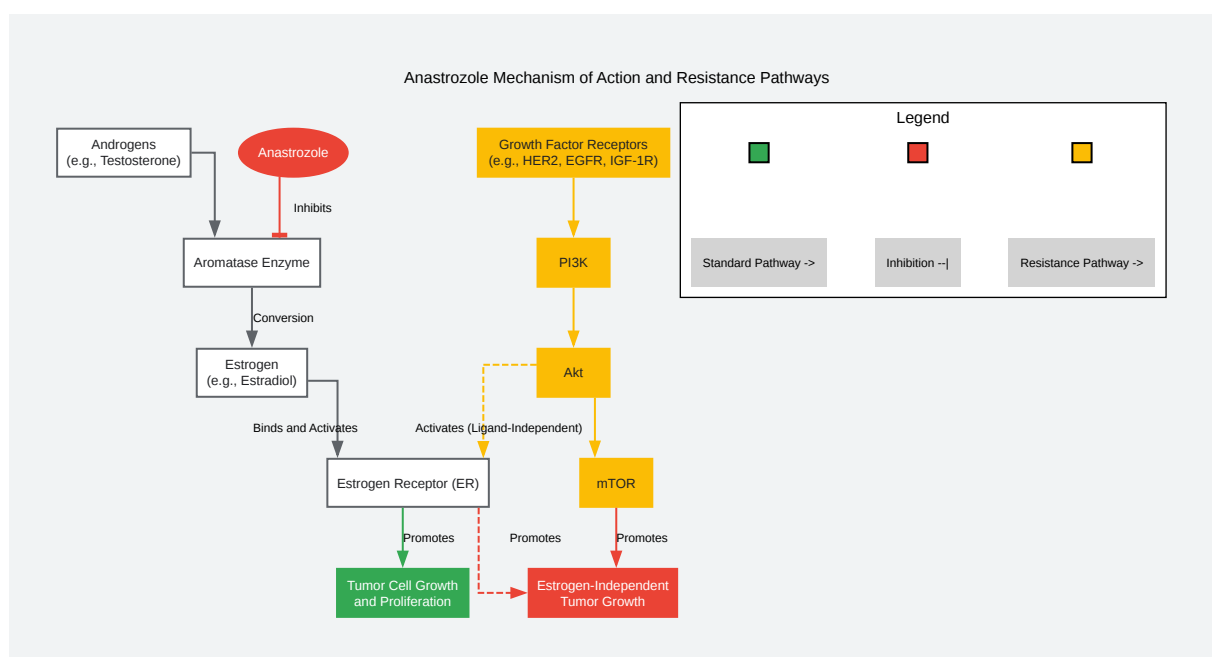 Anastrozole Mechanism of Action and Resistance Pathways
Legend
Androgens
(e.g., Testosterone)
Anastrozole
Growth Factor Receptors
(e.g., HER2, EGFR, IGF-1R)
Inhibits
Aromatase Enzyme
PI3K
Standard Pathway ->
Inhibition --|
Resistance Pathway ->
Conversion
Estrogen
(e.g., Estradiol)
Akt
Binds and Activates
Activates (Ligand-Independent)
Estrogen Receptor (ER)
mTOR
Promotes
Promotes
Promotes
Tumor Cell Growth
and Proliferation
Estrogen-Independent
Tumor Growth